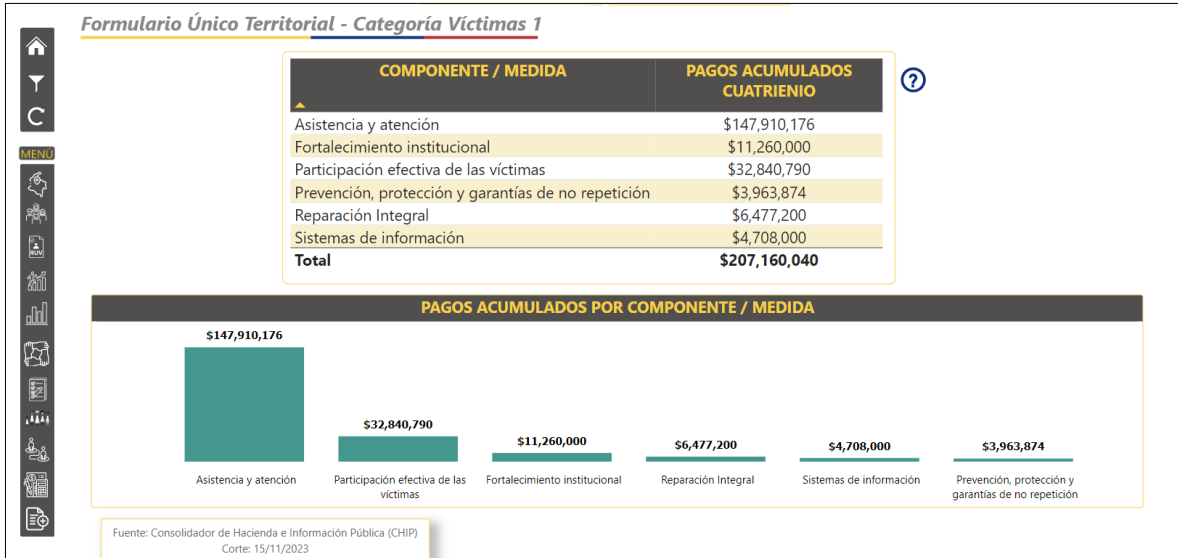 Formulario Único Territorial - Categoría Víctimas 1
COMPONENTE / MEDIDA PAGOS ACUMULADOS
CUATRIENIO
Asistencia y atención $147,910,176
Fortalecimiento institucional $11,260,000
Participación efectiva de las víctimas $32,840,790
Prevención, protección y garantías de no repetición $3,963,874
Reparación Integral $6,477,200
Sistemas de información $4,708,000
Total $207,160,040
?
MENÚ
RUV
PAGOS ACUMULADOS POR COMPONENTE / MEDIDA
$147,910,176
$32,840,790
$11,260,000
$6,477,200
$4,708,000
$3,963,874
Asistencia y atención
Participación efectiva de las
víctimas
Fortalecimiento institucional
Reparación Integral
Sistemas de información
Prevención, protección y
garantías de no repetición
Fuente: Consolidador de Hacienda e Información Pública (CHIP)
Corte: 15/11/2023